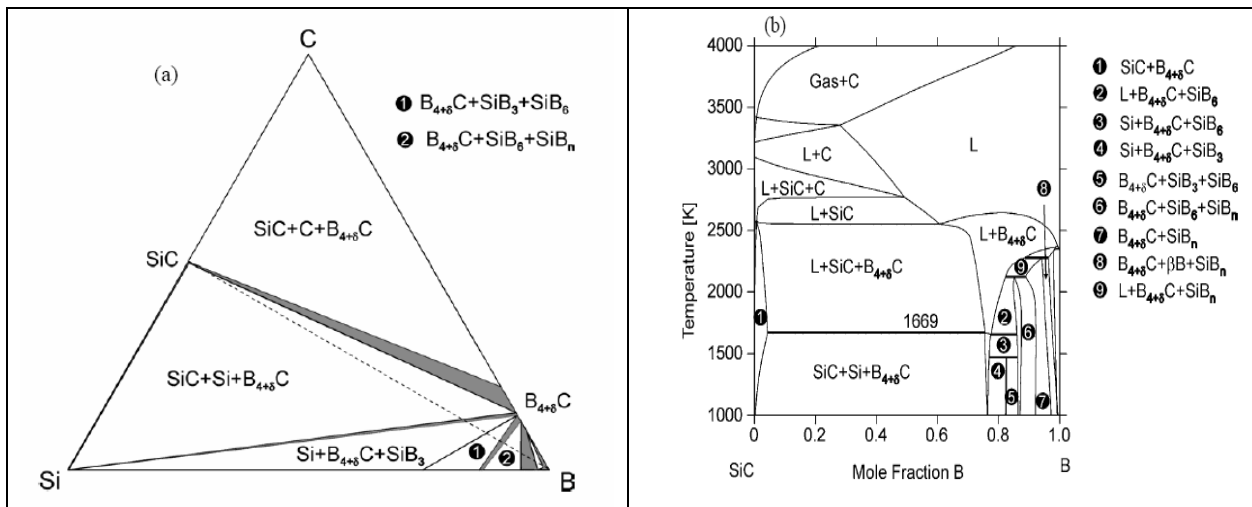 C
(a)
❶ B₄₊δC+SiB₃+SiB₆
❷ B₄₊δC+SiB₆+SiBₙ
SiC+C+B₄₊δC
SiC
SiC+Si+B₄₊δC
B₄₊δC
Si+B₄₊δC+SiB₃
❶
❷
Si
B
(b)
Temperature [K]
4000
3500
3000
2500
2000
1500
1000
Gas+C
L
L+C
L+SiC+C
L+SiC
L+B₄₊δC
L+SiC+B₄₊δC
1669
SiC+Si+B₄₊δC
❽
❾
❶
❷
❻
❸
❹
❺
❼
0
0.2
0.4
0.6
0.8
1.0
SiC
Mole Fraction B
B
❶ SiC+B₄₊δC
❷ L+B₄₊δC+SiB₆
❸ Si+B₄₊δC+SiB₆
❹ Si+B₄₊δC+SiB₃
❺ B₄₊δC+SiB₃+SiB₆
❻ B₄₊δC+SiB₆+SiBₙ
❼ B₄₊δC+SiBₙ
❽ B₄₊δC+βB+SiBₙ
❾ L+B₄₊δC+SiBₙ